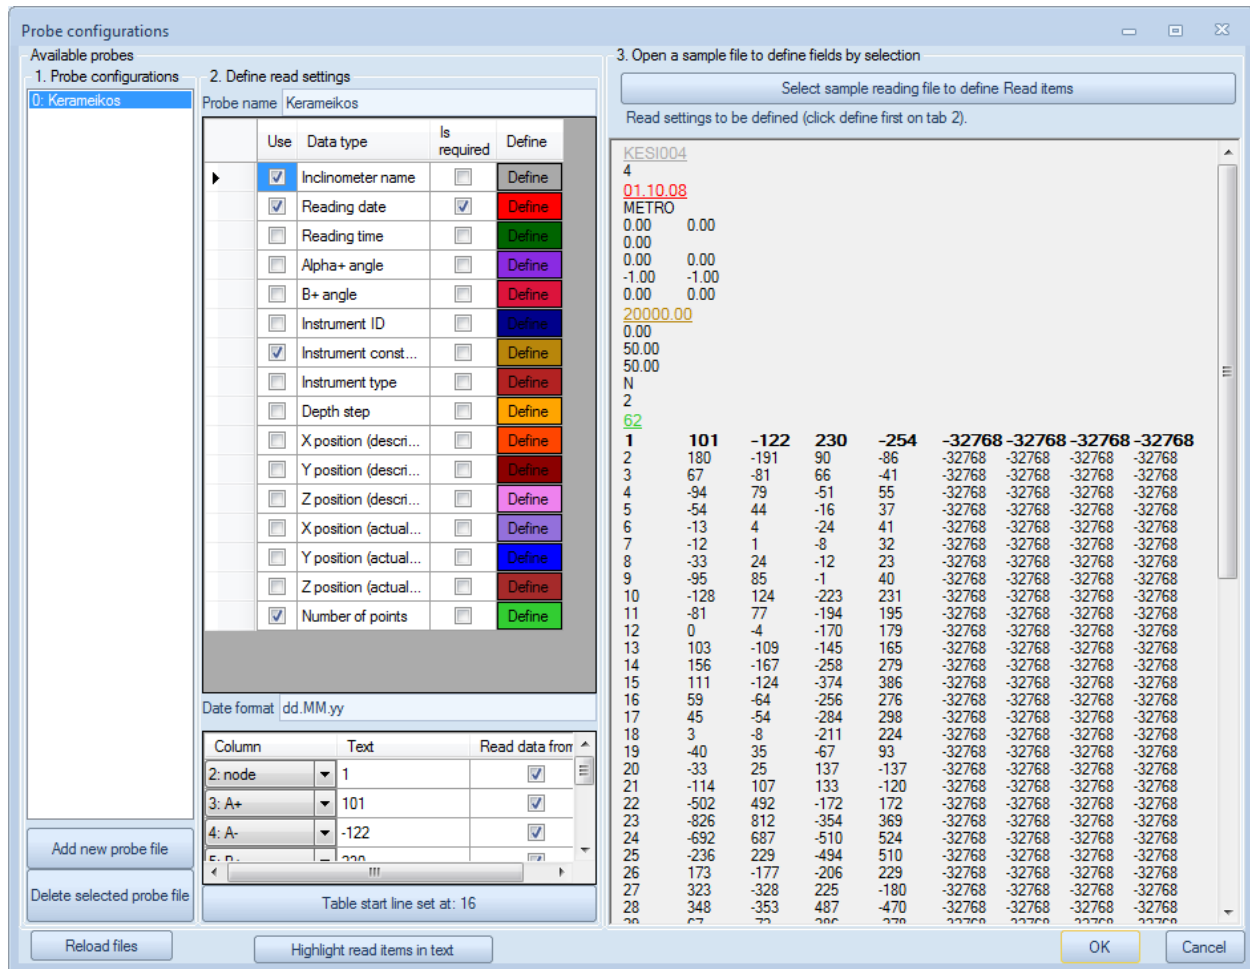 Probe configurations
Available probes
1. Probe configurations
0: Kerameikos
Add new probe file
Delete selected probe file
Reload files
2. Define read settings
Probe name Kerameikos
Use Data type Is required Define
Inclinometer name Define
Reading date Define
Reading time Define
Alpha+ angle Define
B+ angle Define
Instrument ID Define
Instrument const... Define
Instrument type Define
Depth step Define
X position (descri... Define
Y position (descri... Define
Z position (descri... Define
X position (actual... Define
Y position (actual... Define
Z position (actual... Define
Number of points Define
Date format dd.MM.yy
Column Text Read data from
2: node 1
3: A+ 101
4: A- -122
Table start line set at: 16
Highlight read items in text
3. Open a sample file to define fields by selection
Select sample reading file to define Read items
Read settings to be defined (click define first on tab 2).
KESI004
4
01.10.08
METRO
0.00 0.00
0.00
0.00 0.00
-1.00 -1.00
0.00 0.00
20000.00
0.00
50.00
50.00
N
2
62
1 101 -122 230 -254 -32768 -32768 -32768 -32768
2 180 -191 90 -86 -32768 -32768 -32768 -32768
3 67 -81 66 -41 -32768 -32768 -32768 -32768
4 -94 79 -51 55 -32768 -32768 -32768 -32768
5 -54 44 -16 37 -32768 -32768 -32768 -32768
6 -13 4 -24 41 -32768 -32768 -32768 -32768
7 -12 1 -8 32 -32768 -32768 -32768 -32768
8 -33 24 -12 23 -32768 -32768 -32768 -32768
9 -95 85 -1 40 -32768 -32768 -32768 -32768
10 -128 124 -223 231 -32768 -32768 -32768 -32768
11 -81 77 -194 195 -32768 -32768 -32768 -32768
12 0 -4 -170 179 -32768 -32768 -32768 -32768
13 103 -109 -145 165 -32768 -32768 -32768 -32768
14 156 -167 -258 279 -32768 -32768 -32768 -32768
15 111 -124 -374 386 -32768 -32768 -32768 -32768
16 59 -64 -256 276 -32768 -32768 -32768 -32768
17 45 -54 -284 298 -32768 -32768 -32768 -32768
18 3 -8 -211 224 -32768 -32768 -32768 -32768
19 -40 35 -67 93 -32768 -32768 -32768 -32768
20 -33 25 137 -137 -32768 -32768 -32768 -32768
21 -114 107 133 -120 -32768 -32768 -32768 -32768
22 -502 492 -172 172 -32768 -32768 -32768 -32768
23 -826 812 -354 369 -32768 -32768 -32768 -32768
24 -692 687 -510 524 -32768 -32768 -32768 -32768
25 -236 229 -494 510 -32768 -32768 -32768 -32768
26 173 -177 -206 229 -32768 -32768 -32768 -32768
27 323 -328 225 -180 -32768 -32768 -32768 -32768
28 348 -353 487 -470 -32768 -32768 -32768 -32768
OK
Cancel